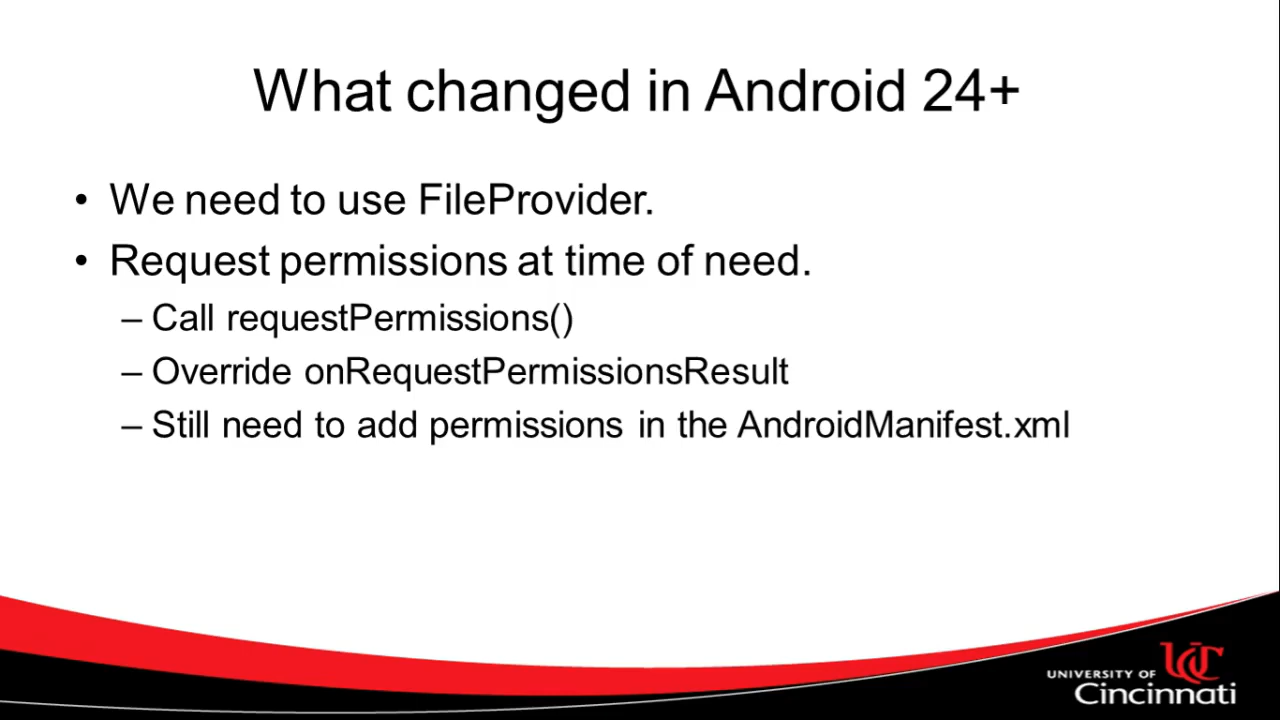 What changed in Android 24+
• We need to use FileProvider.
• Request permissions at time of need.
– Call requestPermissions()
– Override onRequestPermissionsResult
– Still need to add permissions in the AndroidManifest.xml
UC
UNIVERSITY OF
Cincinnati